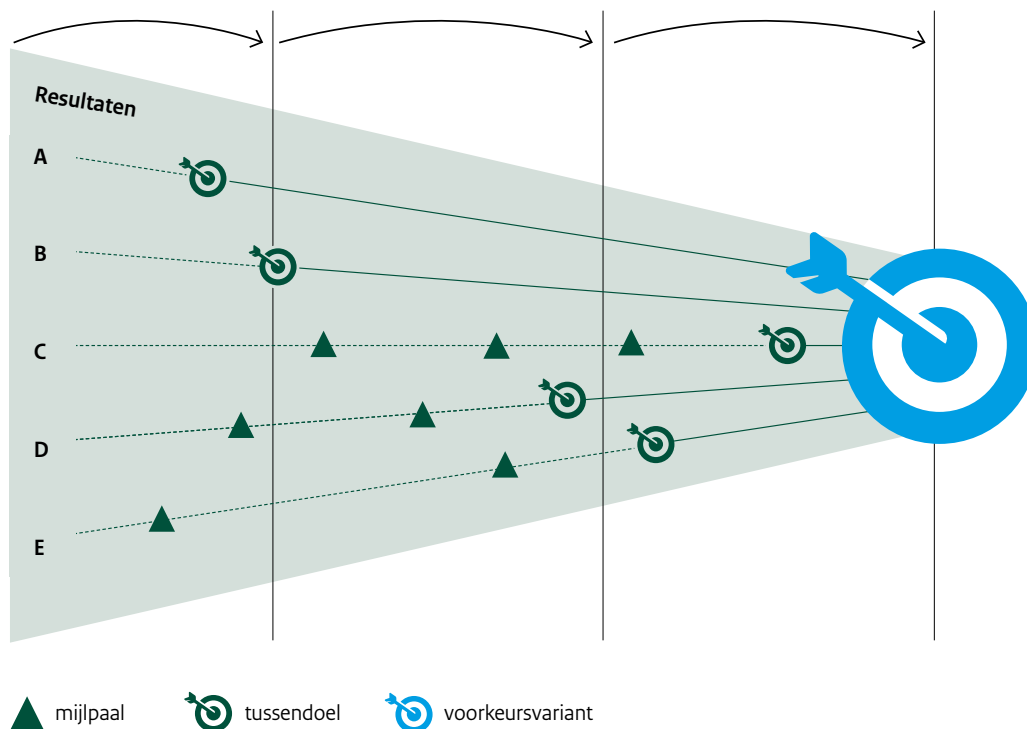 Resultaten
A
B
C
D
E
mijlpaal
tussendoel
voorkeursvariant